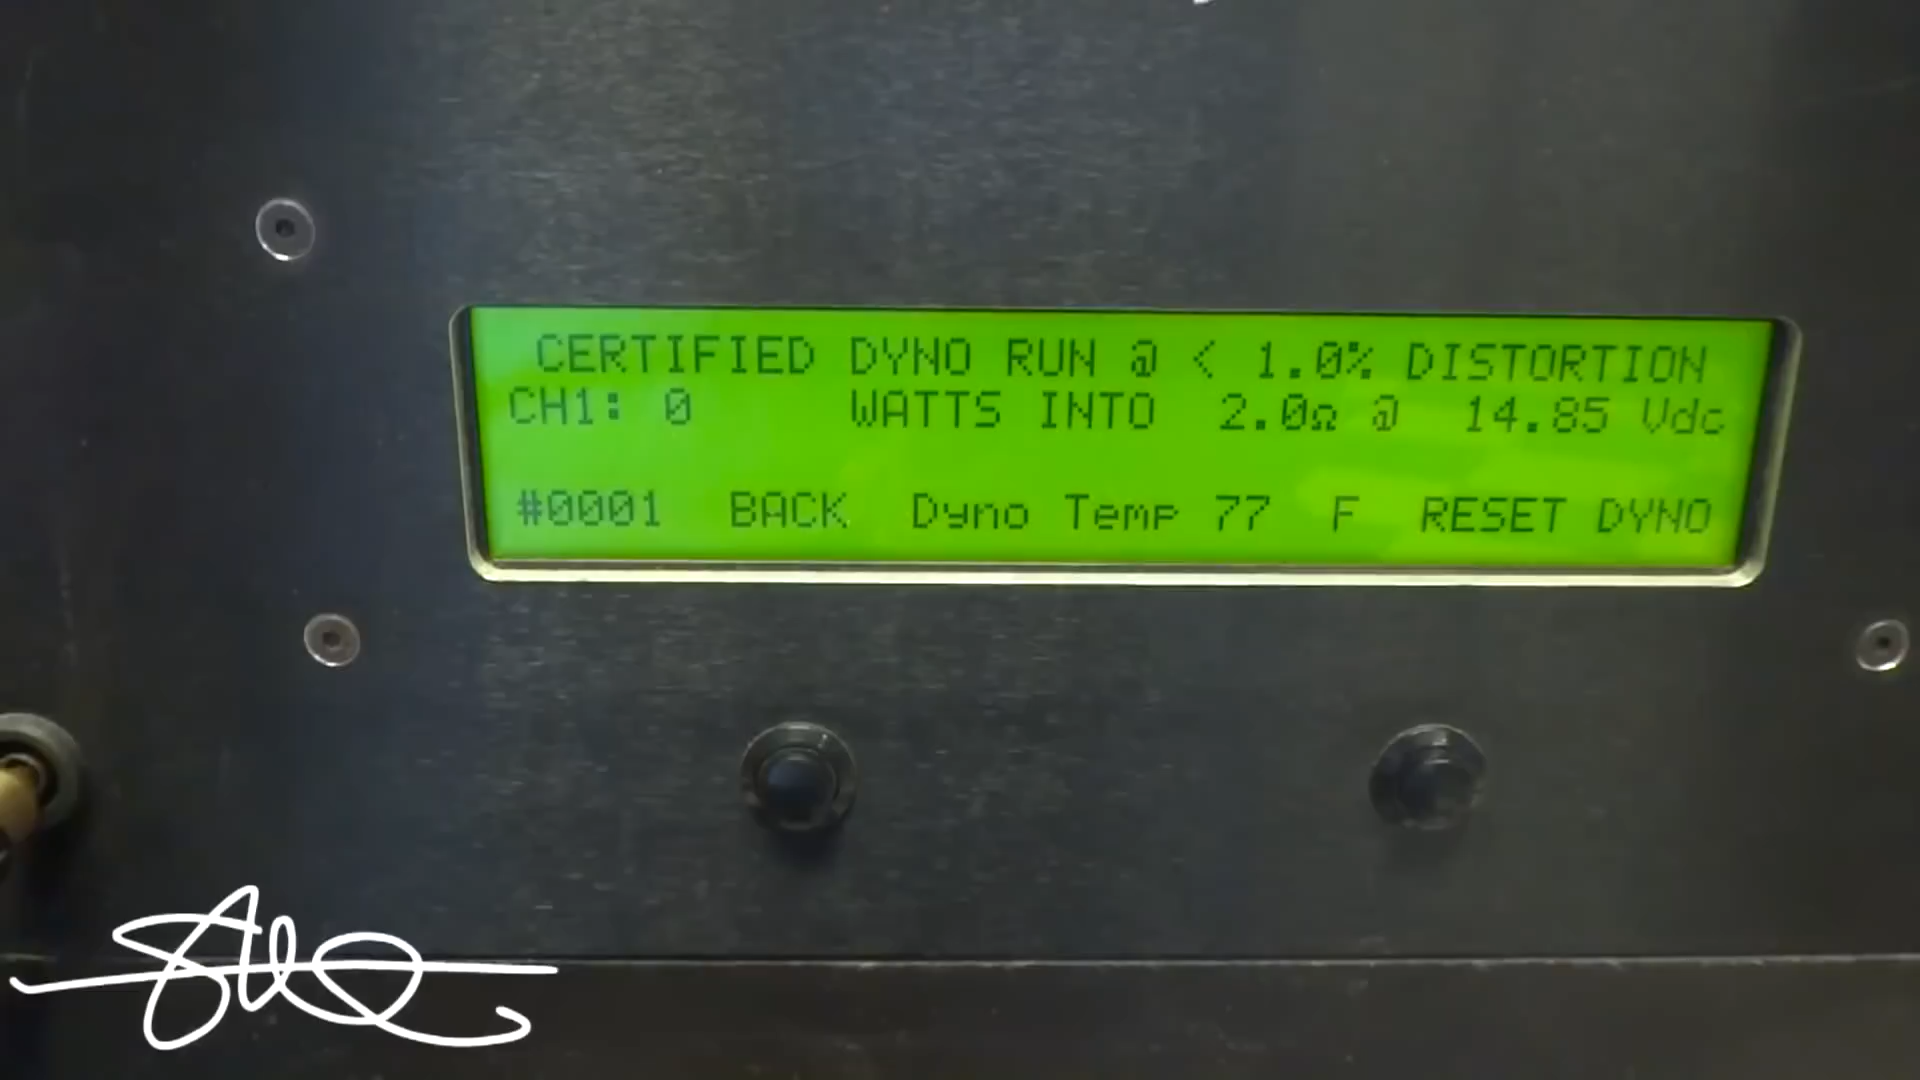 CERTIFIED DYNO RUN @ < 1.0% DISTORTION
CH1: 0 WATTS INTO 2.0Ω @ 14.85 Vdc
#0001 BACK Dyno Temp 77 F RESET DYNO